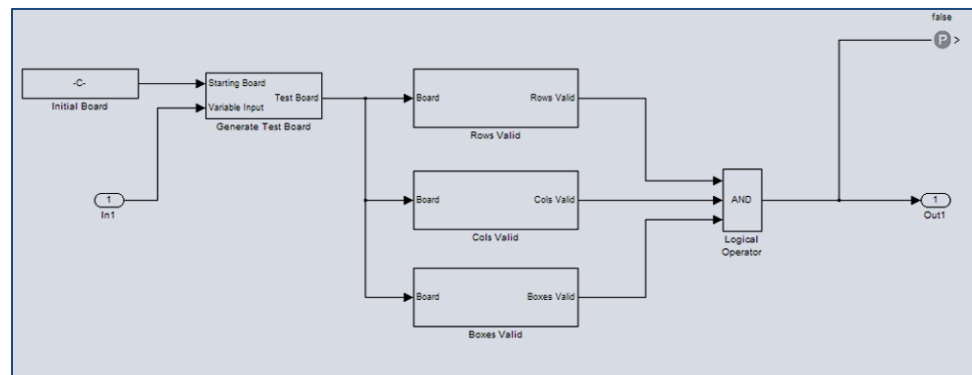 false
P >
-C-
Initial Board
Starting Board
Variable Input
Test Board
Generate Test Board
1
In1
Board
Rows Valid
Rows Valid
Board
Cols Valid
Cols Valid
Board
Boxes Valid
Boxes Valid
AND
Logical
Operator
1
Out1